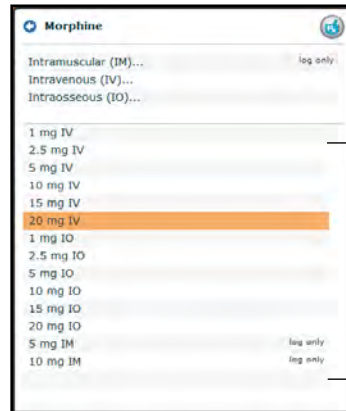 Morphine
Intramuscular (IM)... log only
Intravenous (IV)...
Intraosseous (IO)...
1 mg IV
2.5 mg IV
5 mg IV
10 mg IV
15 mg IV
20 mg IV
1 mg IO
2.5 mg IO
5 mg IO
10 mg IO
15 mg IO
20 mg IO
5 mg IM log only
10 mg IM log only